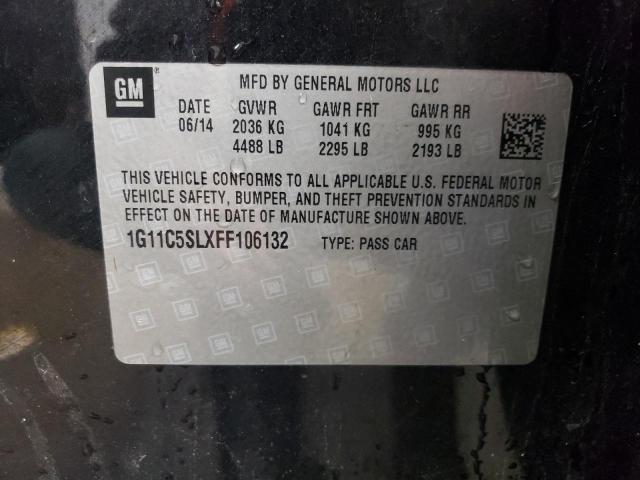 GM MFD BY GENERAL MOTORS LLC
DATE GVWR GAWR FRT GAWR RR
06/14 2036 KG 1041 KG 995 KG
4488 LB 2295 LB 2193 LB
THIS VEHICLE CONFORMS TO ALL APPLICABLE U.S. FEDERAL MOTOR
VEHICLE SAFETY, BUMPER, AND THEFT PREVENTION STANDARDS IN
EFFECT ON THE DATE OF MANUFACTURE SHOWN ABOVE.
1G11C5SLXFF106132 TYPE: PASS CAR